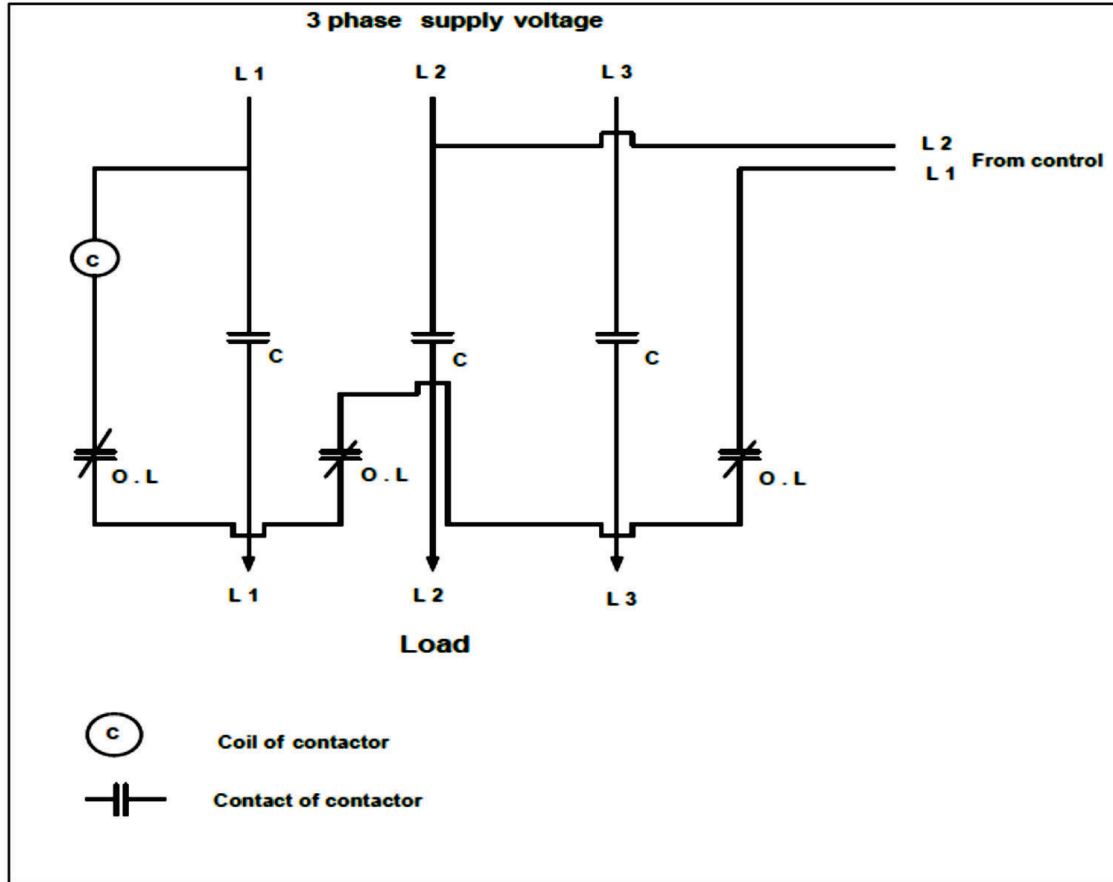 3 phase supply voltage
L 1
L 2
L 3
L 2
From control
L 1
C
C
C
C
O . L
O . L
O . L
L 1
L 2
L 3
Load
C
Coil of contactor
Contact of contactor